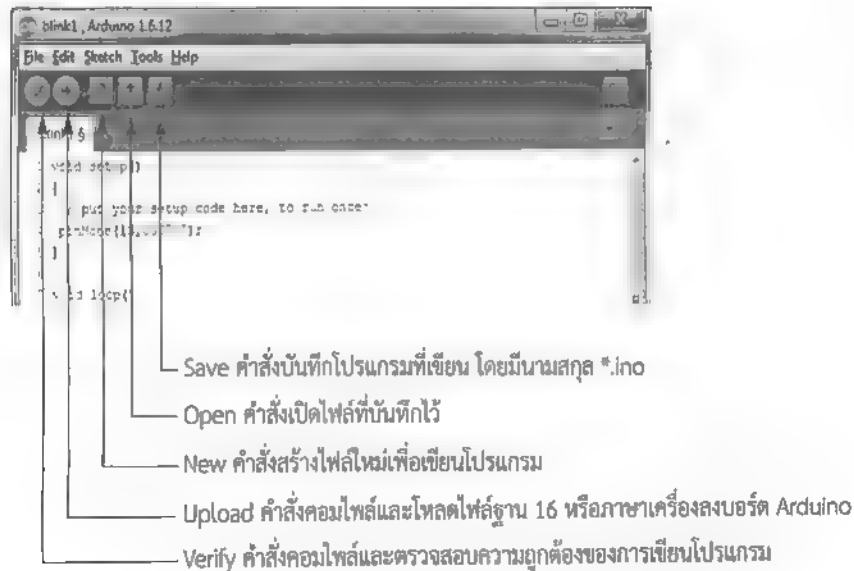 blink1, Arduino 1.6.12
File Edit Sketch Tools Help
{
put your setup code here, to run once:
}
Save คำสั่งบันทึกโปรแกรมที่เขียน โดยมีนามสกุล *.ino
Open คำสั่งเปิดไฟล์ที่บันทึกไว้
New คำสั่งสร้างไฟล์ใหม่เพื่อเขียนโปรแกรม
Upload คำสั่งคอมไพล์และโหลดไฟล์ฐาน 16 หรือภาษาเครื่องลงบอร์ด Arduino
Verify คำสั่งคอมไพล์และตรวจสอบความถูกต้องของการเขียนโปรแกรม